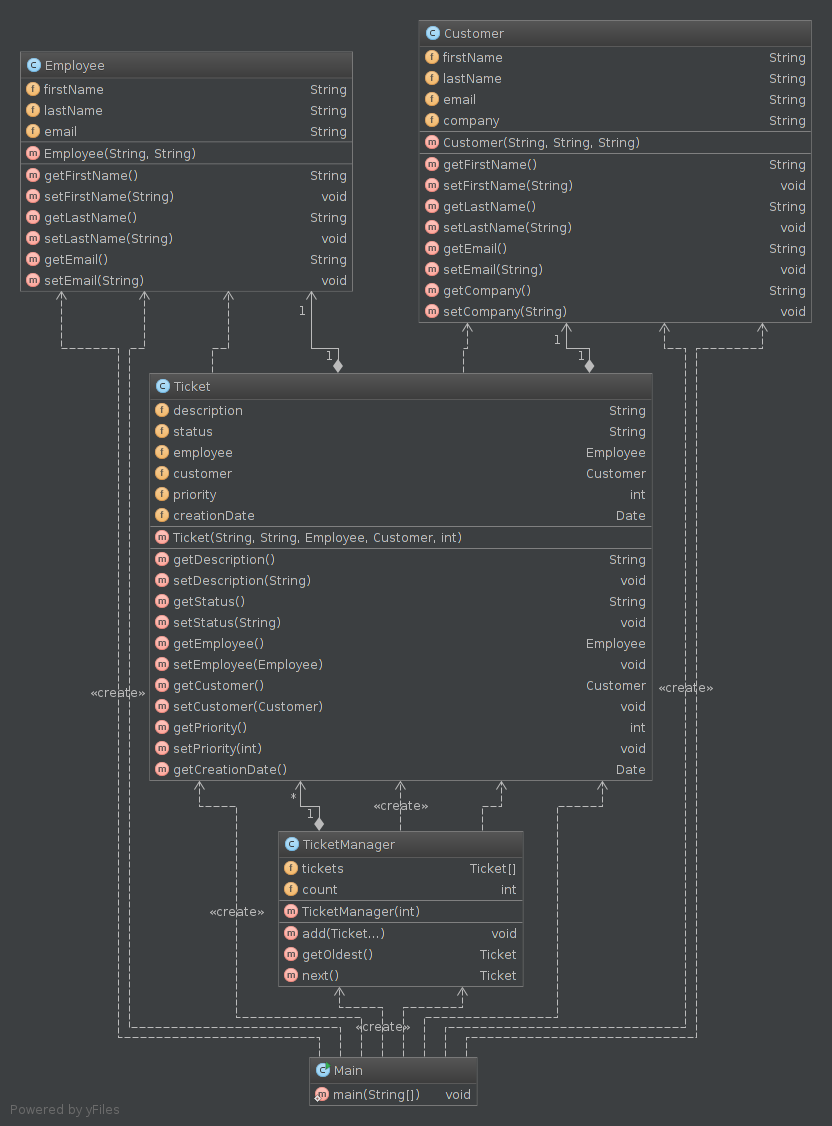 Employee
firstName String
lastName String
email String
Employee(String, String)
getFirstName() String
setFirstName(String) void
getLastName() String
setLastName(String) void
getEmail() String
setEmail(String) void
Customer
firstName String
lastName String
email String
company String
Customer(String, String, String)
getFirstName() String
setFirstName(String) void
getLastName() String
setLastName(String) void
getEmail() String
setEmail(String) void
getCompany() String
setCompany(String) void
1
1
1
1
Ticket
description String
status String
employee Employee
customer Customer
priority int
creationDate Date
Ticket(String, String, Employee, Customer, int)
getDescription() String
setDescription(String) void
getStatus() String
setStatus(String) void
getEmployee() Employee
setEmployee(Employee) void
getCustomer() Customer
setCustomer(Customer) void
getPriority() int
setPriority(int) void
getCreationDate() Date
«create»
«create»
*
1
«create»
TicketManager
tickets Ticket[]
count int
TicketManager(int)
add(Ticket...) void
getOldest() Ticket
next() Ticket
«create»
«create»
Main
main(String[]) void
Powered by yFiles